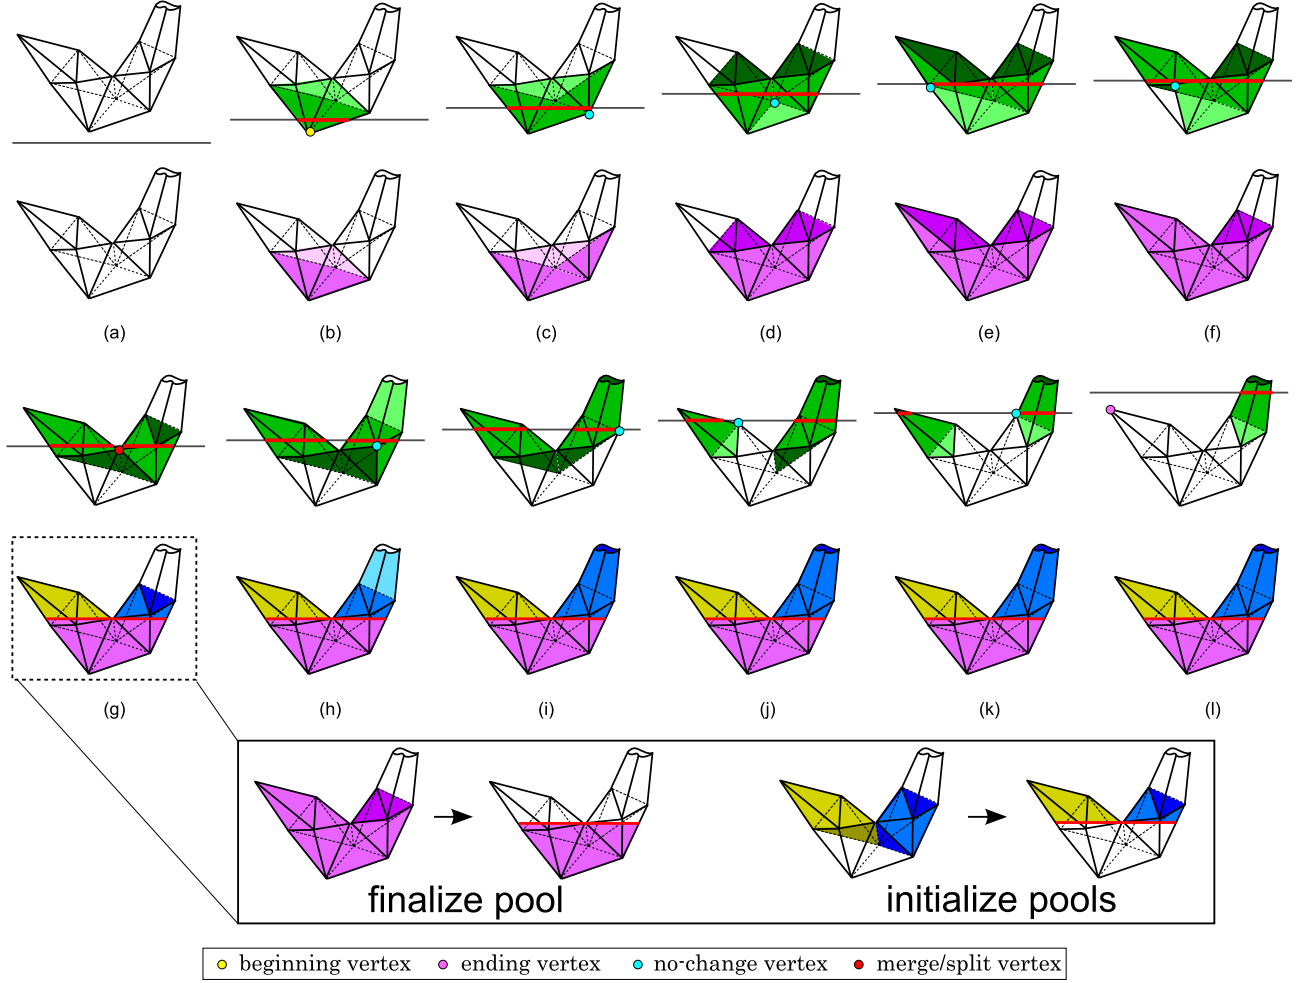 (a) (b) (c) (d) (e) (f)
(g) (h) (i) (j) (k) (l)
finalize pool initialize pools
beginning vertex ending vertex no-change vertex merge/split vertex